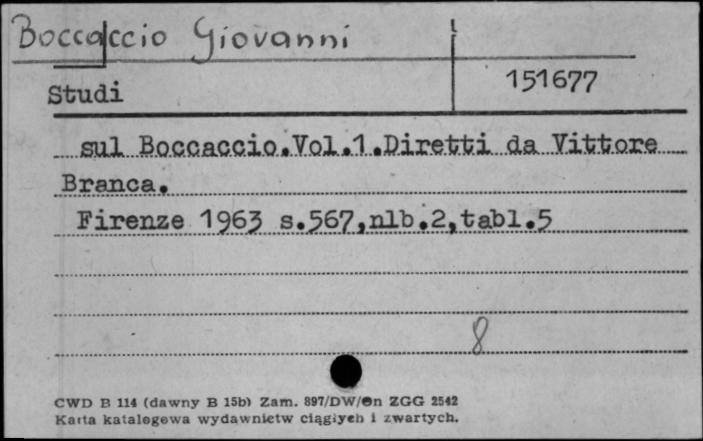 Boccaccio Giovanni
Studi
151677
sul Boccaccio.Vol.1.Diretti da Vittore
Branca.
Firenze 1963 s.567,nlb.2,tabl.5
8
CWD B 114 (dawny B 15b) Zam. 897/DW/On ZGG 2542
Karta katalogowa wydawnictw ciągłych i zwartych.